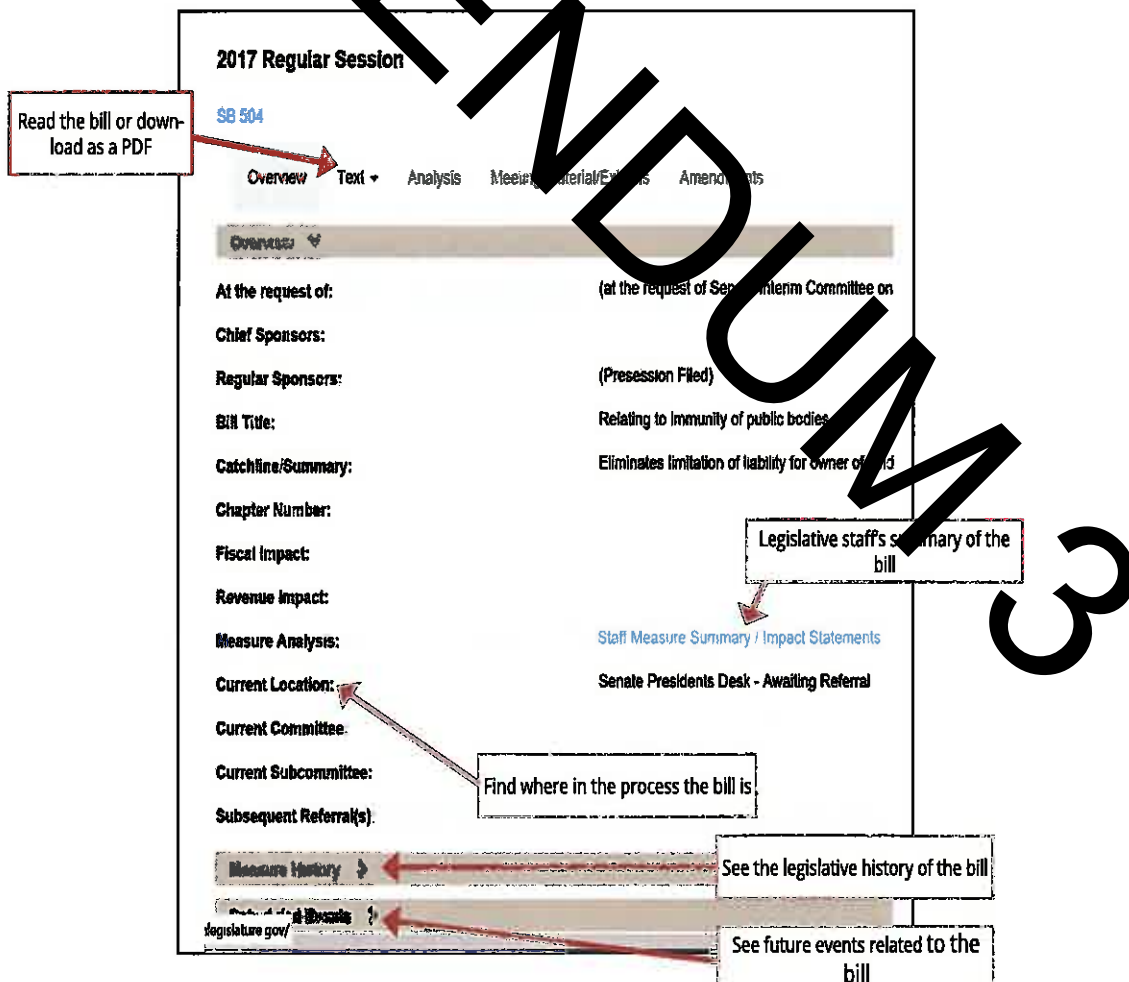 2017 Regular Session
SB 504
Read the bill or down-
load as a PDF
Overview Text Analysis Meeting Amendments
Overview
At the request of: (at the request of Interim Committee on
Chief Sponsors:
Regular Sponsors: (Presession Filed)
Bill Title: Relating to immunity of public bodies
Catchline/Summary: Eliminates limitation of liability for owner of
Chapter Number:
Legislative staff's summary of the
bill
Fiscal Impact:
Revenue Impact:
Measure Analysis: Staff Measure Summary / Impact Statements
Current Location: Senate Presidents Desk - Awaiting Referral
Current Committee:
Current Subcommittee:
Find where in the process the bill is
Subsequent Referral(s)
Measure History
See the legislative history of the bill
legislature gov/
See future events related to the
bill
ENDUM 3